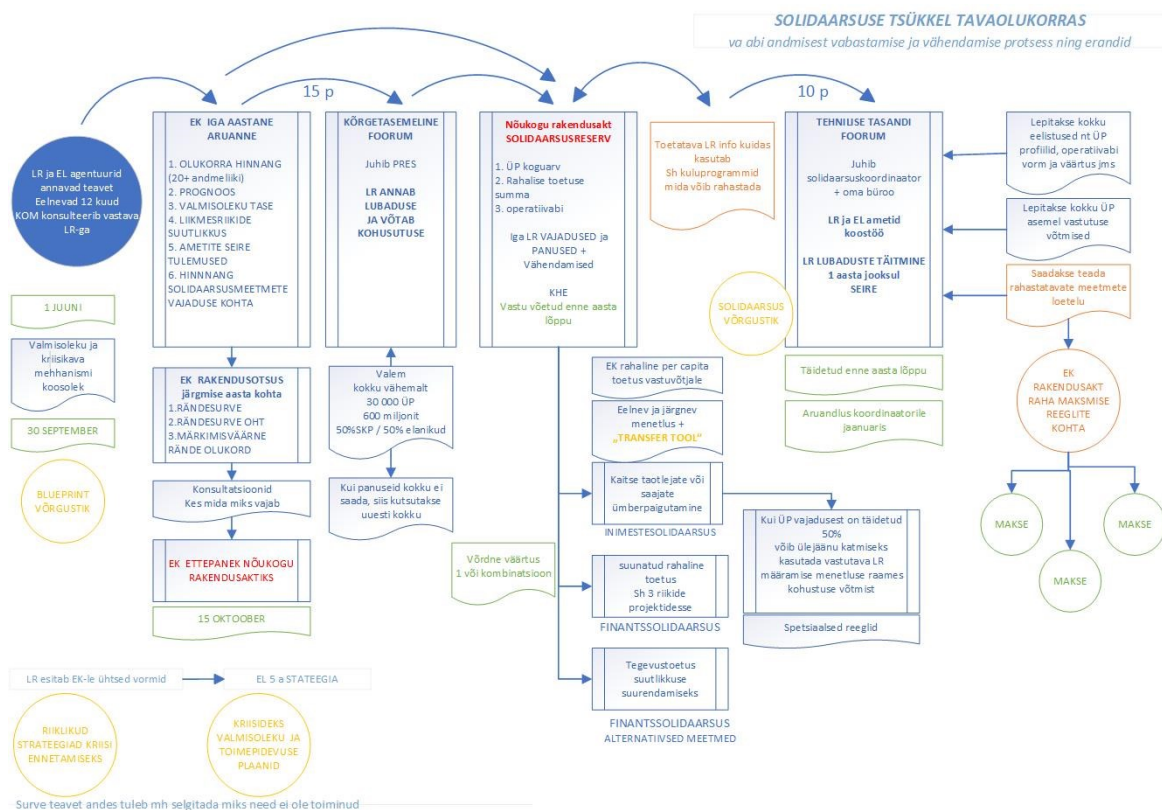 SOLIDAARSUSE TSÜKKEL TAVAOLUKORRAS
va abi andmisest vabastamise ja vähendamise protsess ning erandid
15 p
10 p
LR ja EL agentuurid
annavad teavet
Eelnevad 12 kuud
KOM konsulteerib vastava
LR-ga
1 JUUNI
Valmisoleku ja
kriisikava
mehhanismi
koosolek
30 SEPTEMBER
BLUEPRINT
VÕRGUSTIK
EK IGA AASTANE
ARUANNE
1. OLUKORRA HINNANG
(20+ andmeliiki)
2. PROGNOOS
3. VALMISOLEKU TASE
4. LIIKMESRIIKIDE
SUUTLIKKUS
5. AMETITE SEIRE
TULEMUSED
6. HINNNANG
SOLIDAARSUSMEETMETE
VAJADUSE KOHTA
EK RAKENDUSOTSUS
järgmise aasta kohta
1.RÄNDESURVE
2.RÄNDESURVE OHT
3.MÄRKIMISVÄÄRNE
RÄNDE OLUKORD
Konsultatsioonid
Kes mida miks vajab
EK ETTEPANEK NÕUKOGU
RAKENDUSAKTIKS
15 OKTOOBER
KÕRGETASEMELINE
FOORUM
Juhib PRES
LR ANNAB
LUBADUSE
JA VÕTAB
KOHUSUTUSE
Valem
kokku vähemalt
30 000 ÜP
600 miljonit
50%SKP / 50% elanikud
Kui panuseid kokku ei
saada, siis kutsutakse
uuesti kokku
Nõukogu rakendusakt
SOLIDAARSUSRESERV
1. ÜP koguarv
2. Rahalise toetuse
summa
3. operatiivabi
Iga LR VAJADUSED ja
PANUSED +
Vähendamised
KHE
Vastu võetud enne aasta
lõppu
Võrdne väärtus
1 või kombinatsioon
Toetatava LR info kuidas
kasutab
Sh kuluprogrammid
mida võib rahastada
SOLIDAARSUS
VÕRGUSTIK
EK rahaline per capita
toetus vastuvõtjale
Eelnev ja järgnev
menetlus +
„TRANSFER TOOL"
Kaitse taotlejate või
saajate
ümberpaigutamine
INIMESTESOLIDAARSUS
suunatud rahaline
toetus
Sh 3 riikide
projektidesse
FINANTSSOLIDAARSUS
Tegevustoetus
suutlikkuse
suurendamiseks
FINANTSSOLIDAARSUS
ALTERNATIIVSED MEETMED
TEHNILISE TASANDI
FOORUM
Juhib
solidaarsuskoordinaator
+ oma büroo
LR ja EL ametid
koostöö
LR LUBADUSTE TÄITMINE
1 aasta jooksul
SEIRE
Täidetud enne aasta lõppu
Aruandlus koordinaatorile
jaanuaris
Kui ÜP vajadusest on täidetud
50%
võib ülejäänu katmiseks
kasutada vastutava LR
määramise menetluse raames
kohustuse võtmist
Spetsiaalsed reeglid
Lepitakse kokku
eelistused nt ÜP
profiilid, operatiivabi
vorm ja väärtus jms
Lepitakse kokku ÜP
asemel vastutuse
võtmised
Saadakse teada
rahastatavate meetmete
loetelu
EK
RAKENDUSAKT
RAHA MAKSMISE
REEGLITE
KOHTA
MAKSE
MAKSE
MAKSE
LR esitab EK-le ühtsed vormid
EL 5 a STATEEGIA
RIIKLIKUD
STRATEEGIAD KRIISI
ENNETAMISEKS
KRIISIDEKS
VALMISOLEKU JA
TOIMEPIDEVUSE
PLAANID
Surve teavet andes tuleb mh selgitada miks need ei ole toiminud